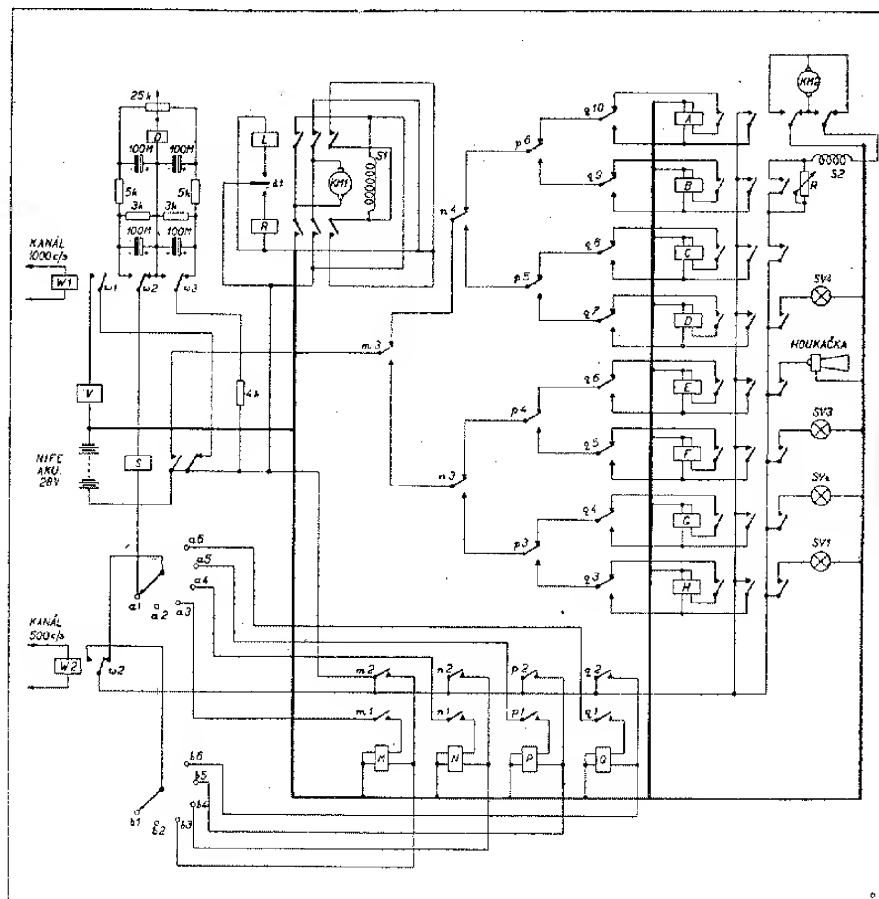 25k
D
100M
100M
5k
5k
3k
3k
100M
100M
KANÁL
1000 c/s
W1
w1
w2
w3
L
R
S1
KM1
V
4k
NIFE
AKU.
28V
S
m3
n4
n3
p6
p5
p4
p3
q10
q9
q8
q7
q6
q5
q4
q3
A
B
C
D
E
F
G
H
KM2
S2
R
SV4
HOUKAČKA
SV3
SV2
SV1
a6
a5
a4
a3
a2
a1
KANÁL
500 c/s
W2
w2
m2
n2
p2
q2
m1
n1
p1
q1
M
N
P
Q
b6
b5
b4
b3
b2
b1